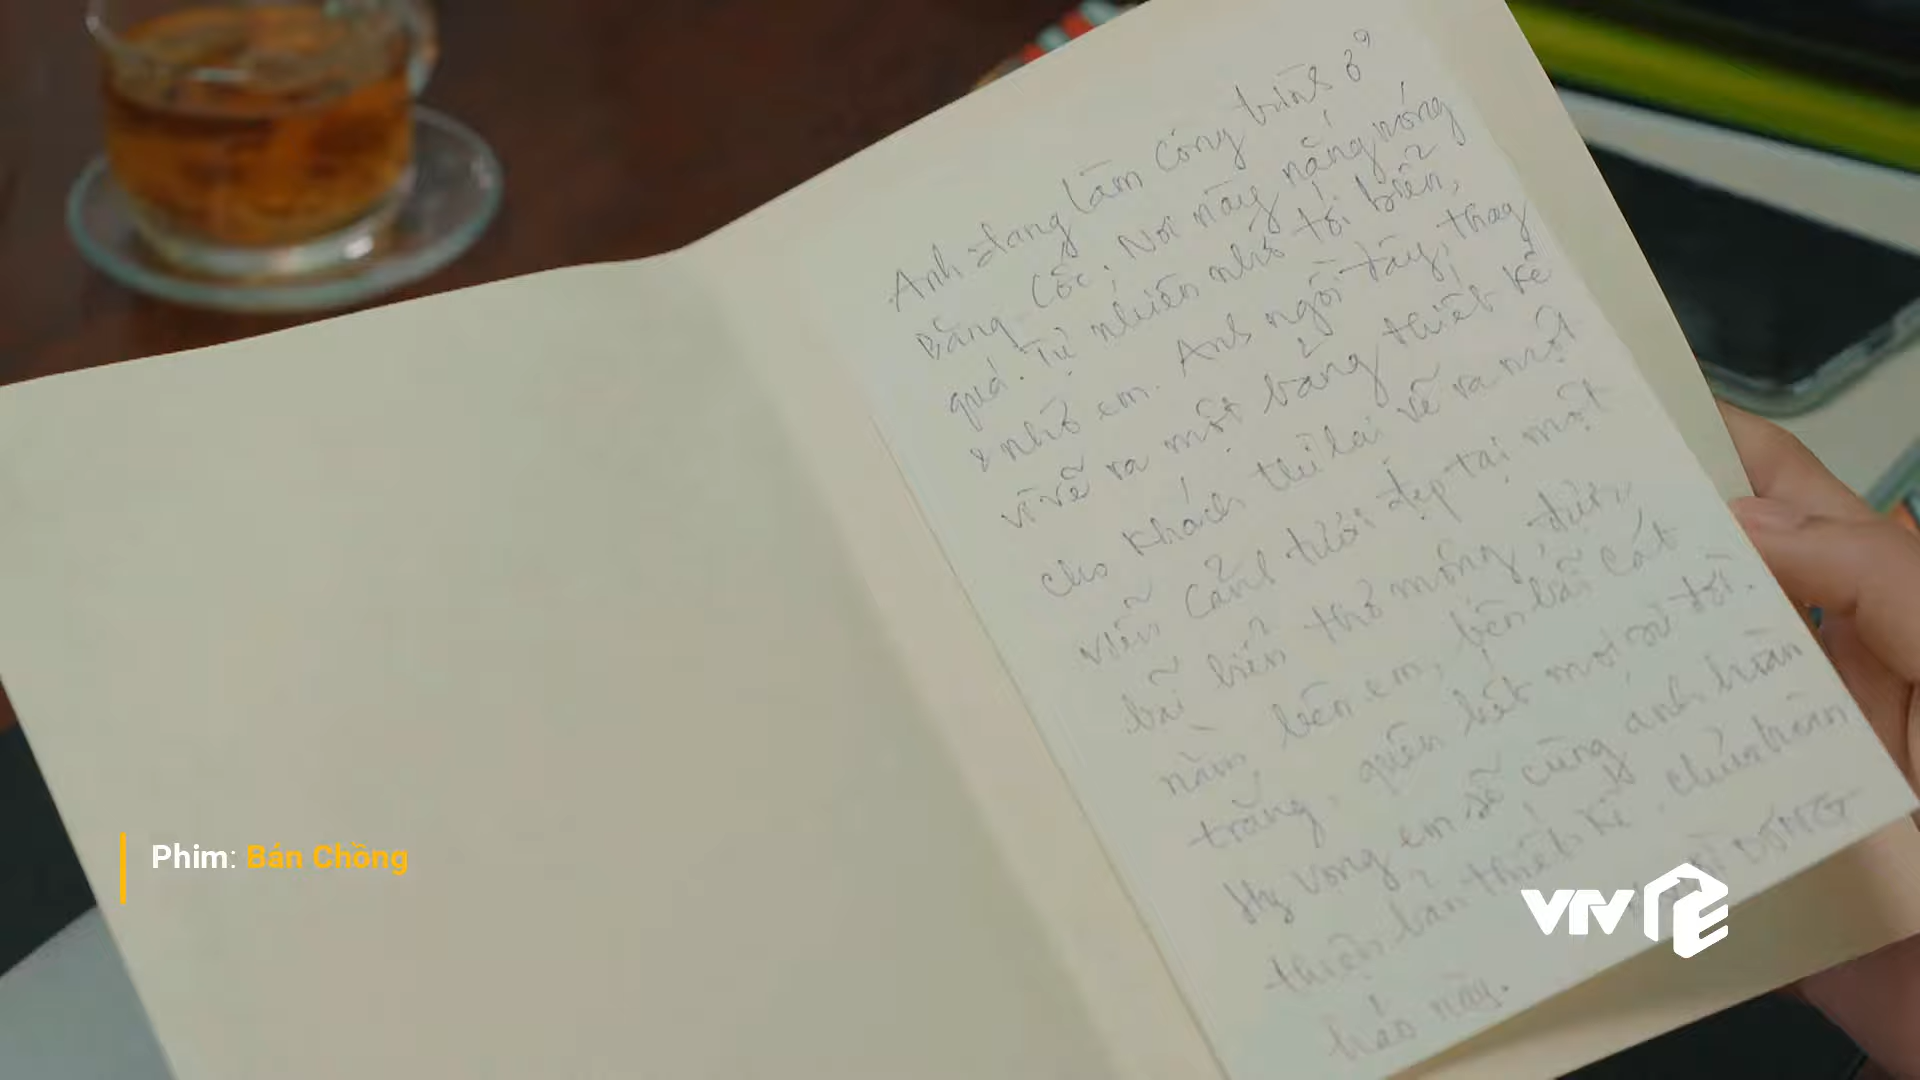 Anh đang làm công trình ở
Băng Cốc, Nơi này nắng nóng
quá. Tự nhiên nhớ tới biển,
nhớ em. Anh ngồi đây, thay
vì vẽ ra một bảng thiết kế
cho khách thì lại vẽ ra một
viễn cảnh tươi đẹp tại một
bãi biển thơ mộng, được
nằm bên em, bên bãi cát
trắng, quên hết mọi sự đời.
Hy vọng em sẽ cùng anh hoàn
thiện bản thiết kế chưa hoàn
hảo này.
DƯƠNG
Phim: Bán Chồng
VTV